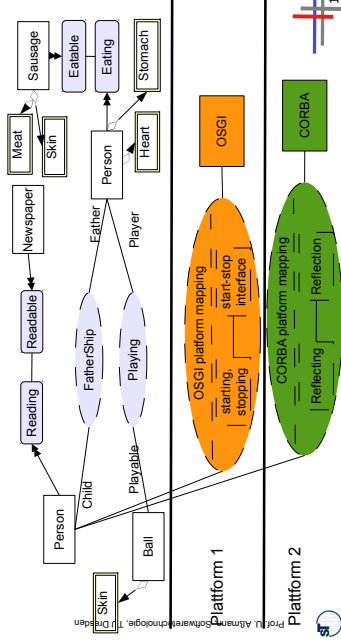 Person
Reading
Readable
Newspaper
Meat
Skin
Sausage
Eatable
Eating
Child
FatherShip
Father
Person
Stomach
Heart
Playable
Playing
Player
Skin
Ball
Plattform 1
OSGI platform mapping
starting,
stopping
start-stop
interface
OSGI
Plattform 2
CORBA platform mapping
Reflecting
Reflection
CORBA
Prof. U. Aßmann, Softwaretechnologie, TU Dresden
ST
1